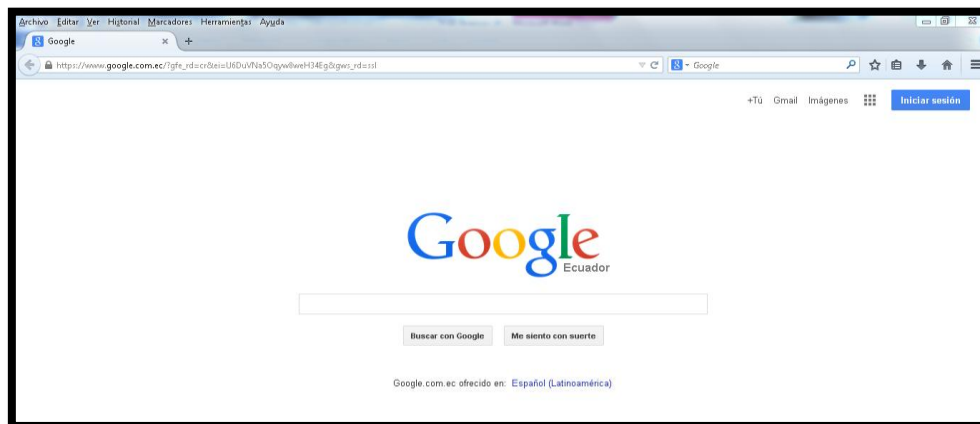 Archivo Editar Ver Historial Marcadores Herramientas Ayuda
Google
https://www.google.com.ec/?gfe_rd=cr&ei=U6DuVNa5Oqyw8weH34Eg&gws_rd=ssl
Google
+Tú Gmail Imágenes
Iniciar sesión
Google
Ecuador
Buscar con Google Me siento con suerte
Google.com.ec ofrecido en: Español (Latinoamérica)